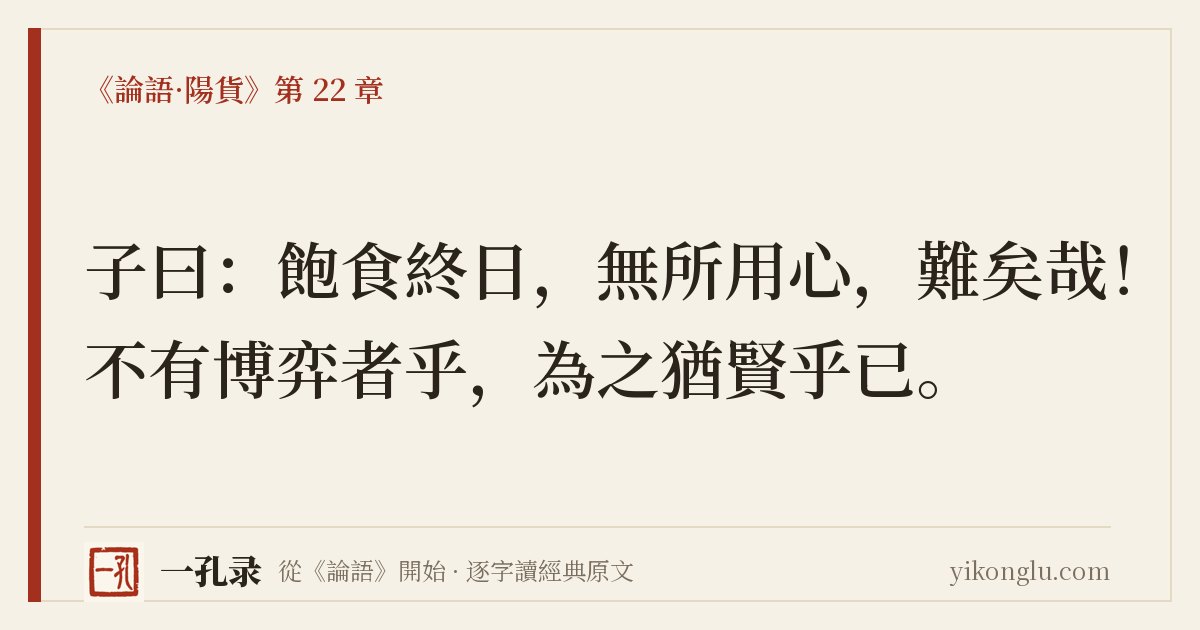 《論語·陽貨》第 22 章
子曰：飽食終日，無所用心，難矣哉！
不有博弈者乎，為之猶賢乎已。
一孔
一孔录 從《論語》開始 · 逐字讀經典原文 yikonglu.com